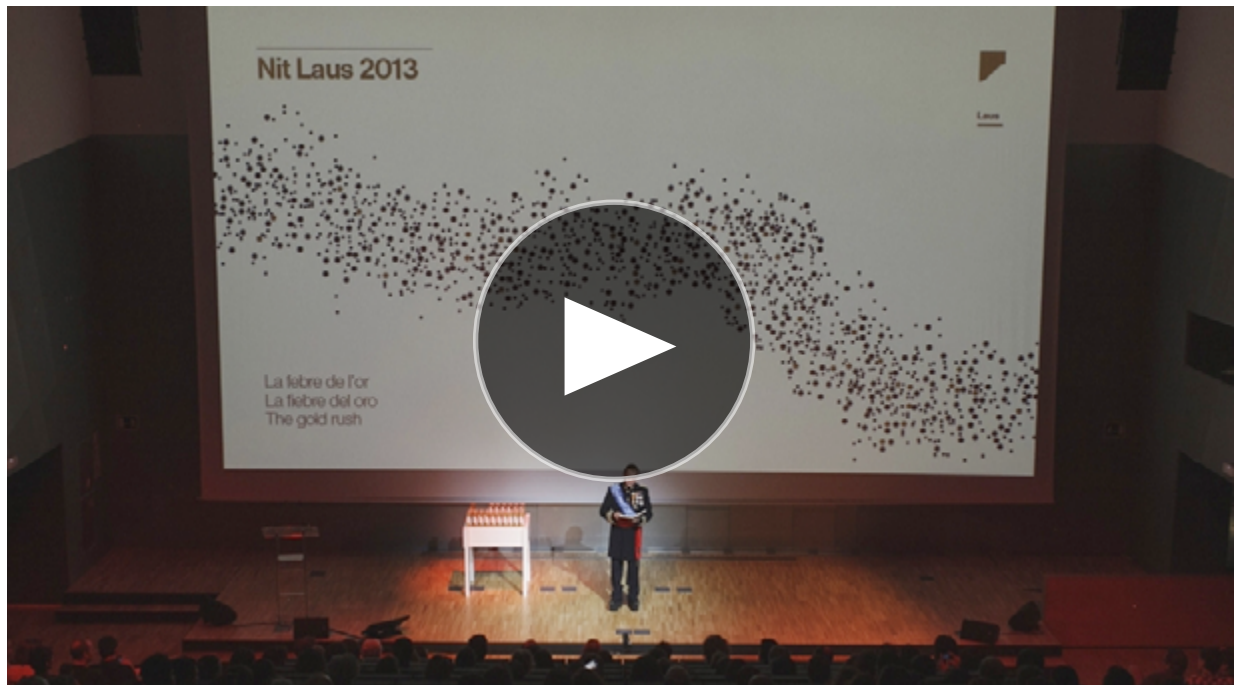 Nit Laus 2013
Laus
La febre de l'or
La fiebre del oro
The gold rush